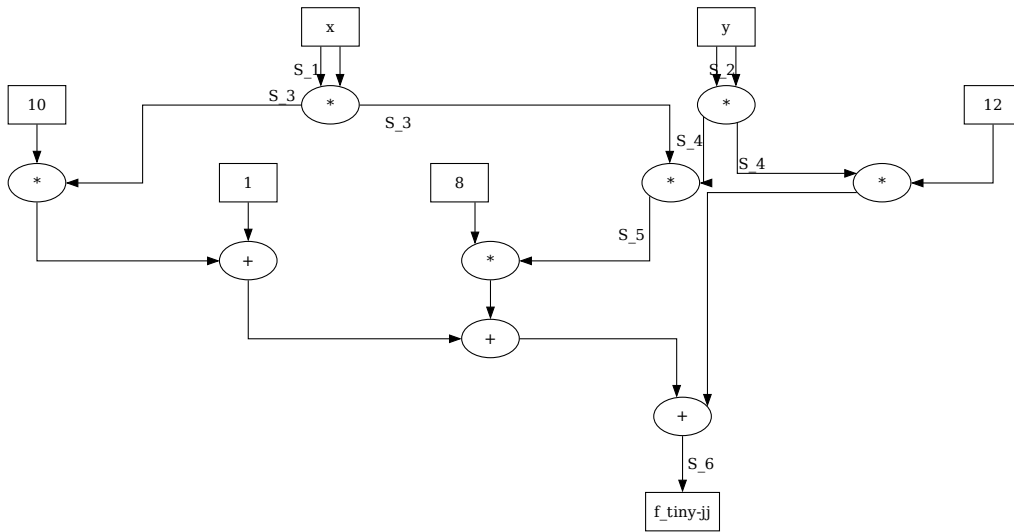 x
y
S_1
S_2
10
S_3
*
*
12
S_3
S_4
S_4
*
1
8
*
*
S_5
+
*
+
+
S_6
f_tiny-jj